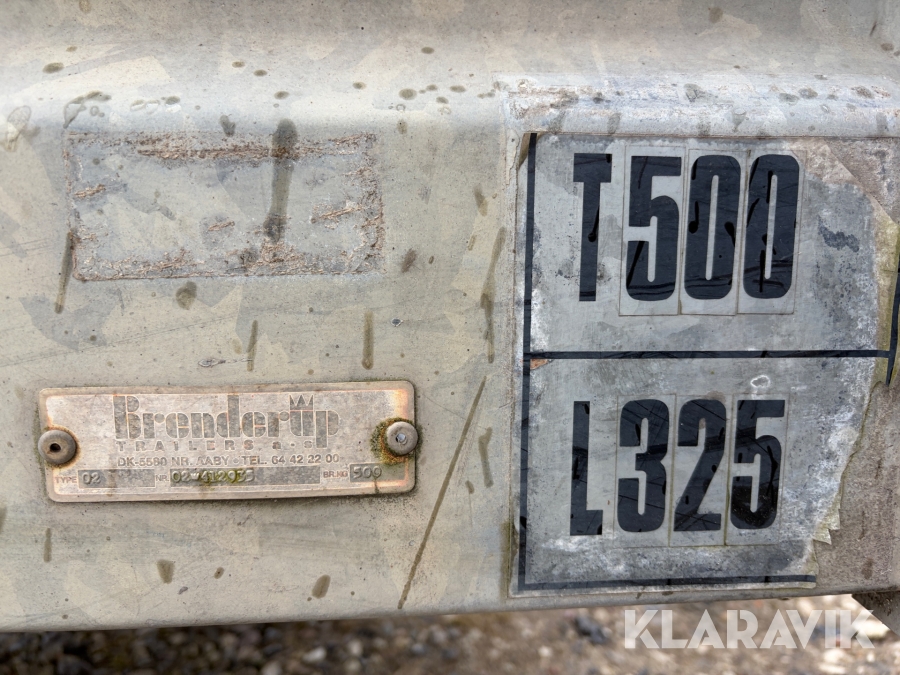 T500
L325
Brenderup
TRAILERS a·s
DK-5580 NR. AABY · TEL. 64 42 22 00
TYPE 02 NR. BR.KG 500
KLARAVIK